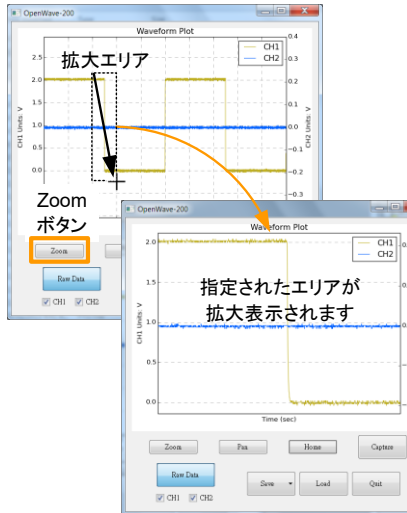 OpenWave-200
Waveform Plot
CH1
CH2
拡大エリア
2.5
2.0
1.5
1.0
0.5
0.0
0.4
0.3
0.2
0.1
0.0
−0.1
−0.2
−0.3
CH1 Units: V
CH2 Units: V
Zoom
ボタン
Zoom
Raw Data
CH1 CH2
OpenWave-200
Waveform Plot
CH1
CH2
指定されたエリアが
拡大表示されます
2.0
1.5
1.0
0.5
0.0
CH1 Units: V
Time (sec)
Zoom Pan Home Capture
Raw Data Save Load Quit
CH1 CH2